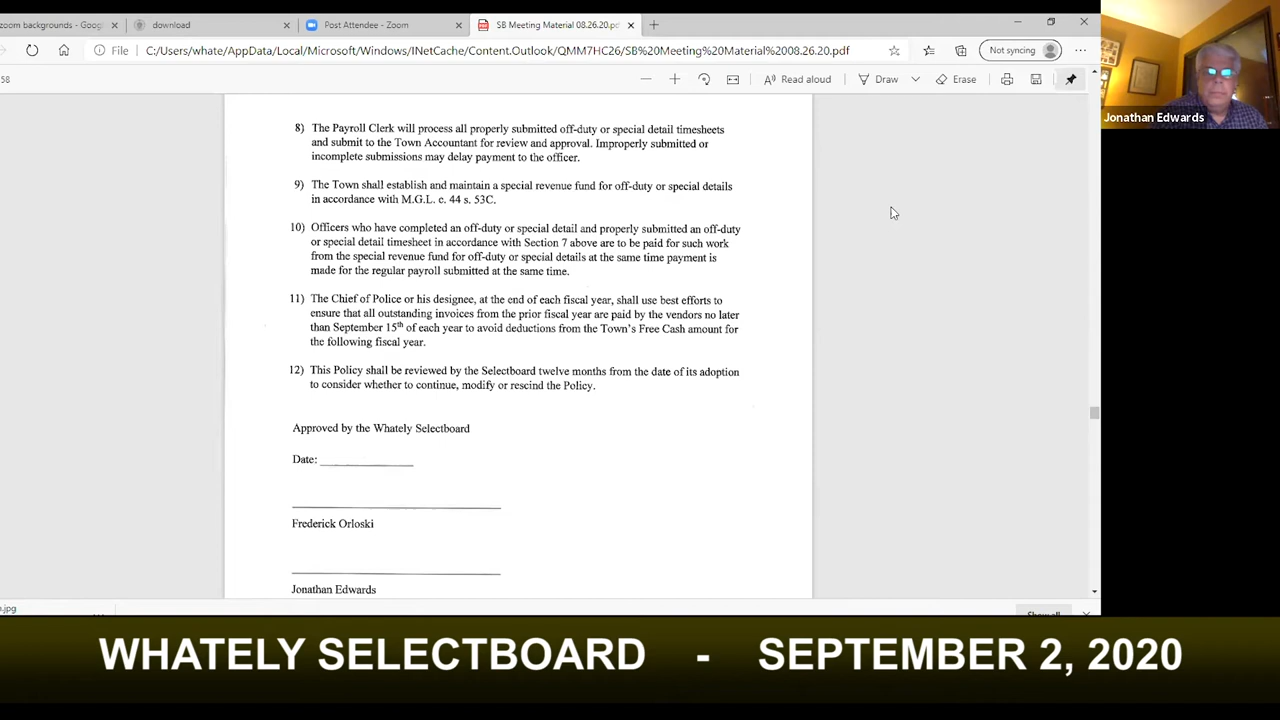 zoom backgrounds - Goog
download
Post Attendee - Zoom
SB Meeting Material 08.26.20.pd
File
C:/Users/whate/AppData/Local/Microsoft/Windows/INetCache/Content.Outlook/QMM7HC26/SB%20Meeting%20Material%2008.26.20.pdf
Not syncing
58
Read aloud
Draw
Erase
Jonathan Edwards
8) The Payroll Clerk will process all properly submitted off-duty or special detail timesheets
and submit to the Town Accountant for review and approval. Improperly submitted or
incomplete submissions may delay payment to the officer.
9) The Town shall establish and maintain a special revenue fund for off-duty or special details
in accordance with M.G.L. c. 44 s. 53C.
10) Officers who have completed an off-duty or special detail and properly submitted an off-duty
or special detail timesheet in accordance with Section 7 above are to be paid for such work
from the special revenue fund for off-duty or special details at the same time payment is
made for the regular payroll submitted at the same time.
11) The Chief of Police or his designee, at the end of each fiscal year, shall use best efforts to
ensure that all outstanding invoices from the prior fiscal year are paid by the vendors no later
than September 15th of each year to avoid deductions from the Town's Free Cash amount for
the following fiscal year.
12) This Policy shall be reviewed by the Selectboard twelve months from the date of its adoption
to consider whether to continue, modify or rescind the Policy.
Approved by the Whately Selectboard
Date:
Frederick Orloski
Jonathan Edwards
.jpg
Show all
WHATELY SELECTBOARD - SEPTEMBER 2, 2020